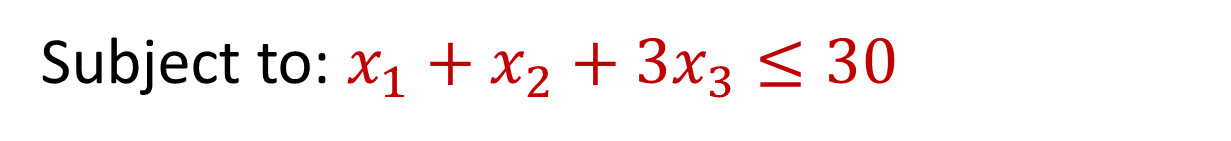 Subject to: x₁ + x₂ + 3x₃ ≤ 30